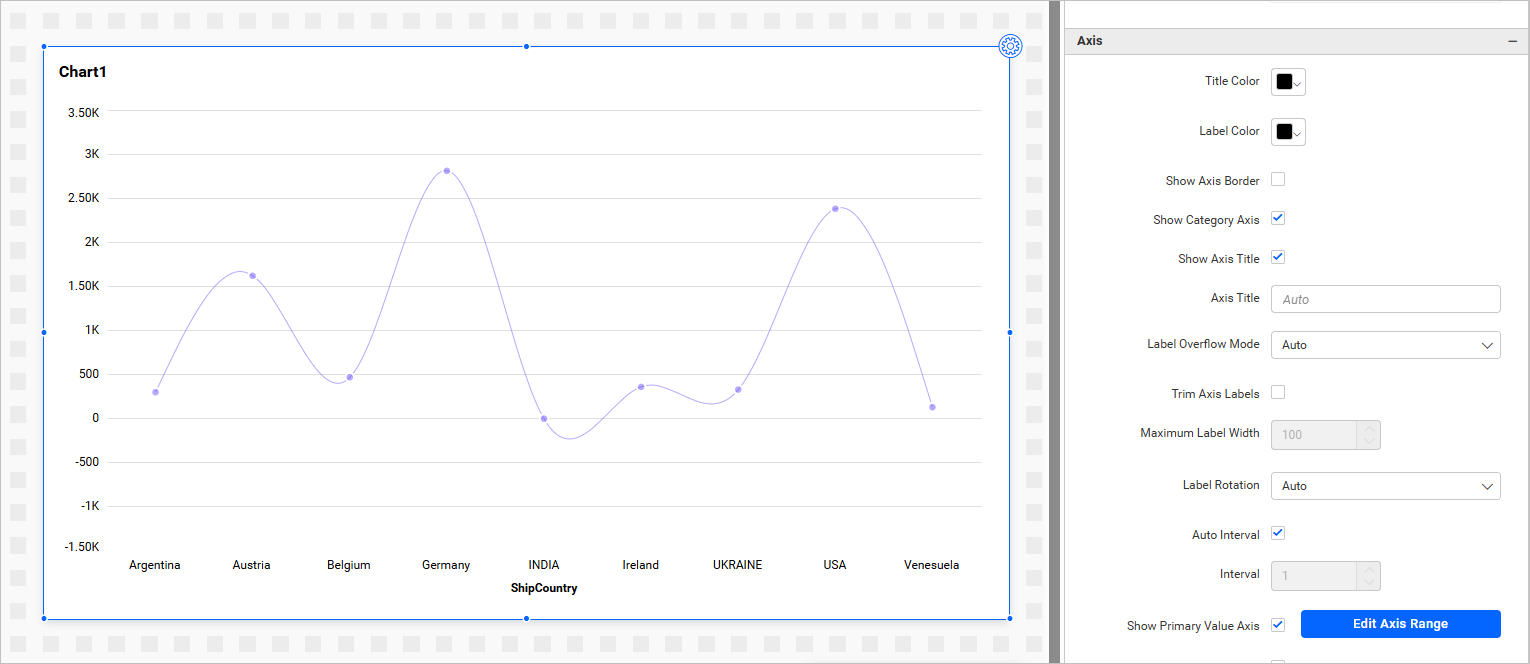 Chart1
3.50K
3K
2.50K
2K
1.50K
1K
500
0
-500
-1K
-1.50K
Argentina Austria Belgium Germany INDIA Ireland UKRAINE USA Venesuela
ShipCountry
Axis
Title Color
Label Color
Show Axis Border
Show Category Axis
Show Axis Title
Axis Title Auto
Label Overflow Mode Auto
Trim Axis Labels
Maximum Label Width 100
Label Rotation Auto
Auto Interval
Interval 1
Show Primary Value Axis Edit Axis Range